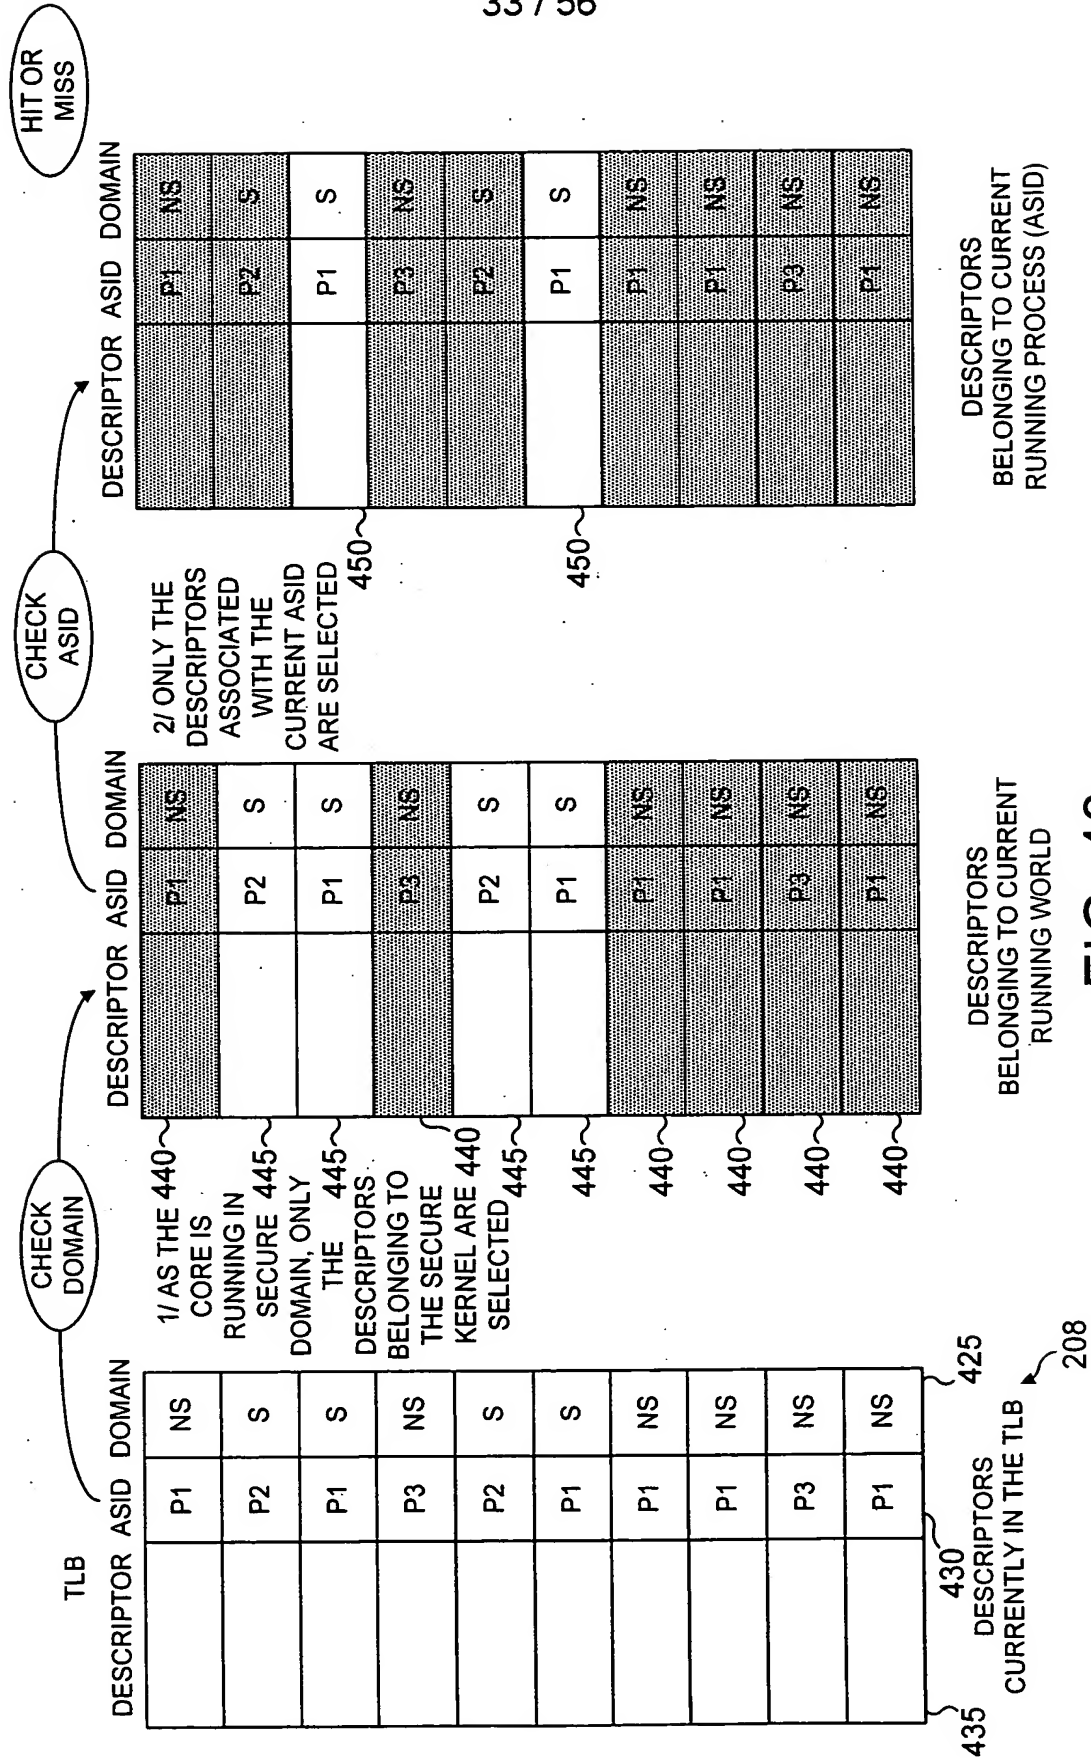 33 / 56
TLB
DESCRIPTOR ASID DOMAIN
P1 NS
P2 S
P1 S
P3 NS
P2 S
P1 S
P1 NS
P1 NS
P3 NS
P1 NS
435
430
425
DESCRIPTORS
CURRENTLY IN THE TLB
208
CHECK
DOMAIN
1/ AS THE
CORE IS
RUNNING IN
SECURE
DOMAIN, ONLY
THE
DESCRIPTORS
BELONGING TO
THE SECURE
KERNEL ARE
SELECTED
440
445
445
440
445
445
440
440
440
440
DESCRIPTOR ASID DOMAIN
P1 NS
P2 S
P1 S
P3 NS
P2 S
P1 S
P1 NS
P1 NS
P3 NS
P1 NS
DESCRIPTORS
BELONGING TO CURRENT
RUNNING WORLD
CHECK
ASID
2/ ONLY THE
DESCRIPTORS
ASSOCIATED
WITH THE
CURRENT ASID
ARE SELECTED
450
450
DESCRIPTOR ASID DOMAIN
P1 NS
P2 S
P1 S
P3 NS
P2 S
P1 S
P1 NS
P1 NS
P3 NS
P1 NS
DESCRIPTORS
BELONGING TO CURRENT
RUNNING PROCESS (ASID)
HIT OR
MISS